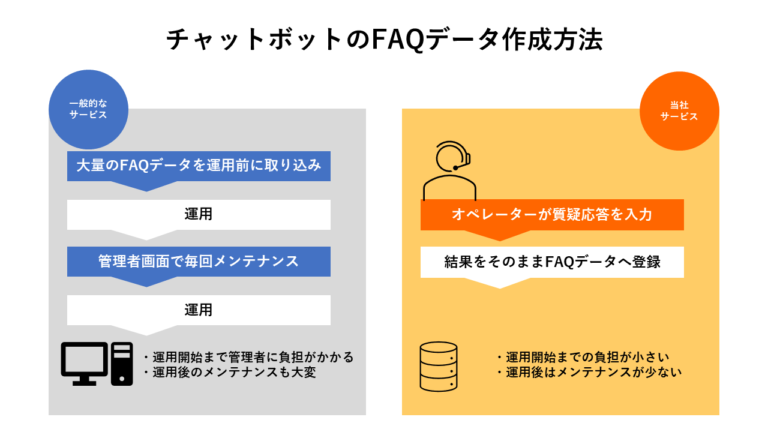 チャットボットのFAQデータ作成方法
一般的な
サービス
大量のFAQデータを運用前に取り込み
運用
管理者画面で毎回メンテナンス
運用
・運用開始まで管理者に負担がかかる
・運用後のメンテナンスも大変
当社
サービス
オペレーターが質疑応答を入力
結果をそのままFAQデータへ登録
・運用開始までの負担が小さい
・運用後はメンテナンスが少ない